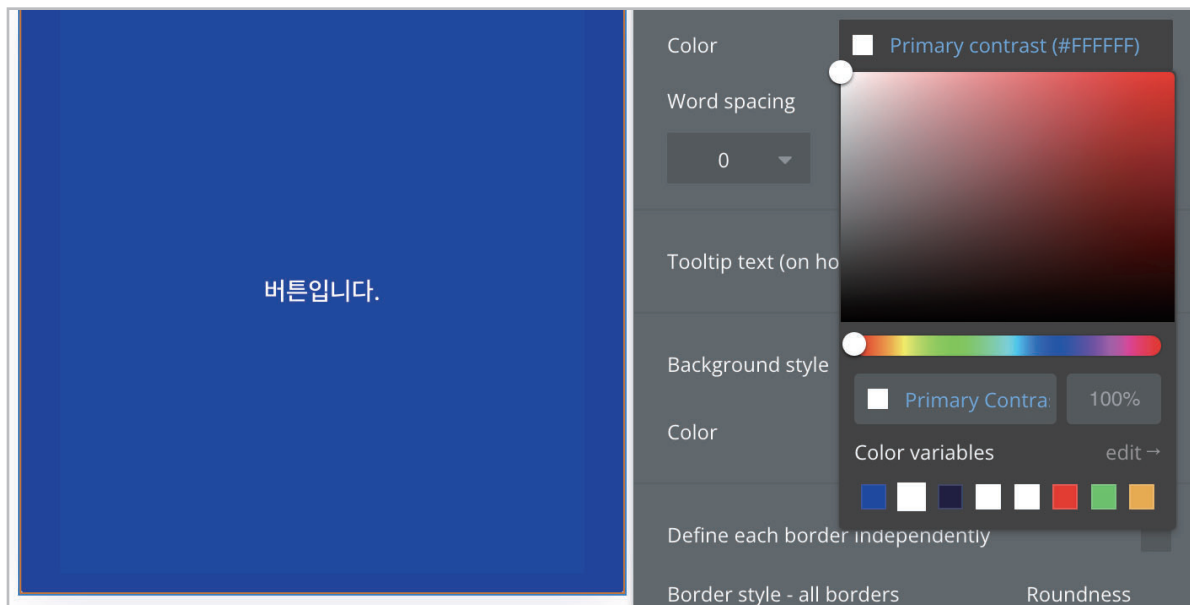 버튼입니다.
Color
Primary contrast (#FFFFFF)
Word spacing
0
Tooltip text (on ho
Background style
Primary Contra
100%
Color
Color variables
edit→
Define each border independently
Border style - all borders
Roundness